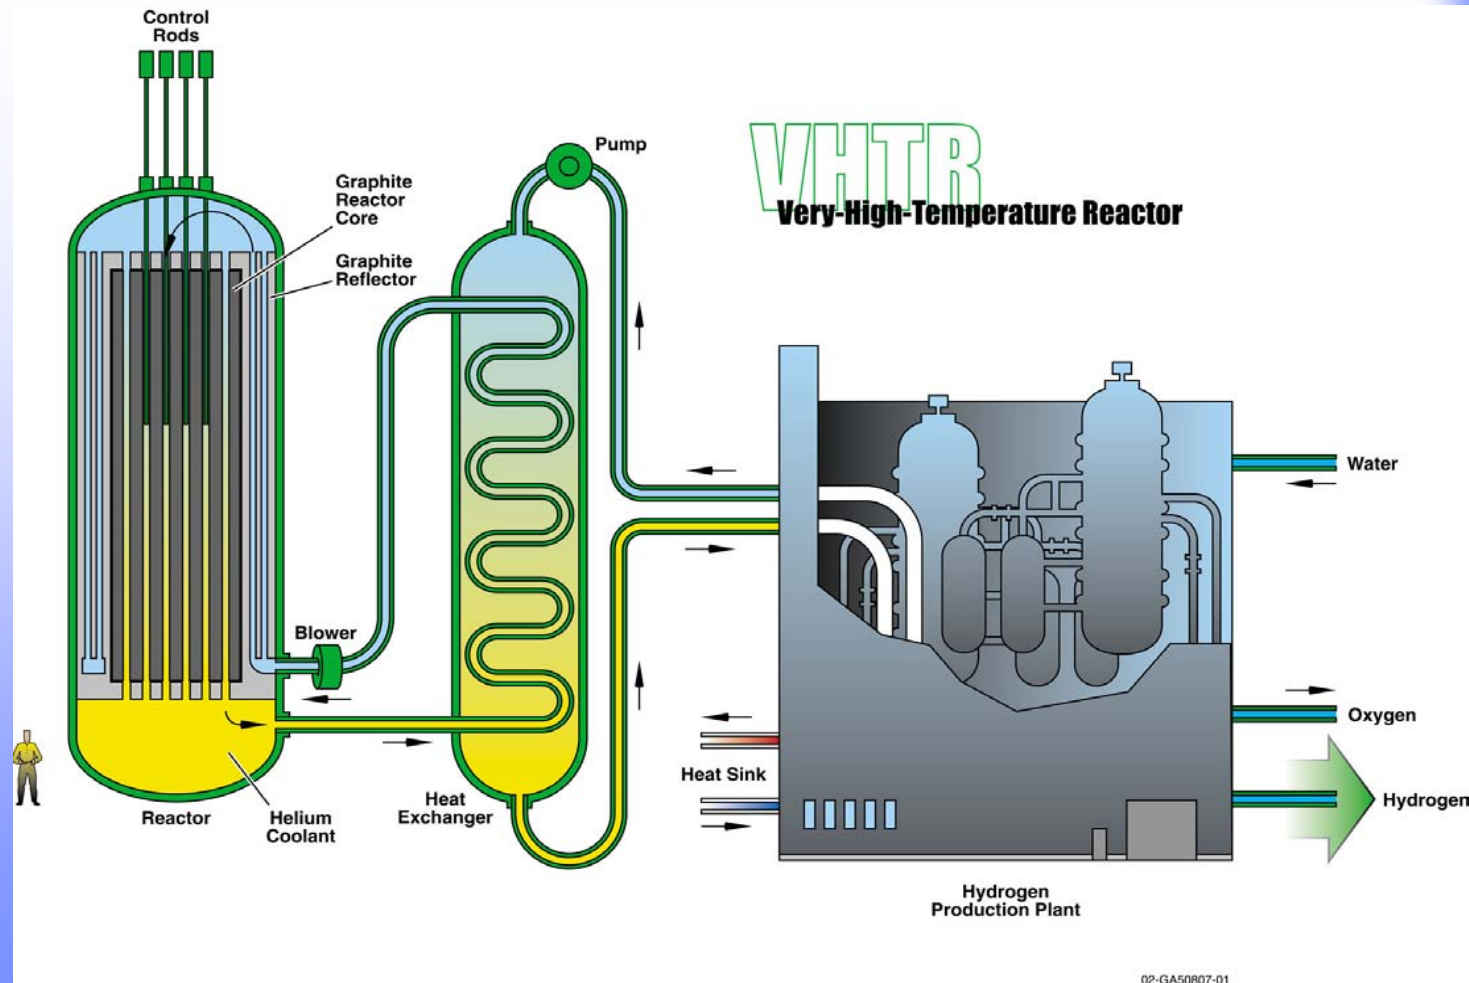 Control
Rods
Pump
VHTR
Very-High-Temperature Reactor
Graphite
Reactor
Core
Graphite
Reflector
Water
Blower
Oxygen
Heat Sink
Hydrogen
Heat
Exchanger
Reactor
Helium
Coolant
Hydrogen
Production Plant
02-GA50807-01